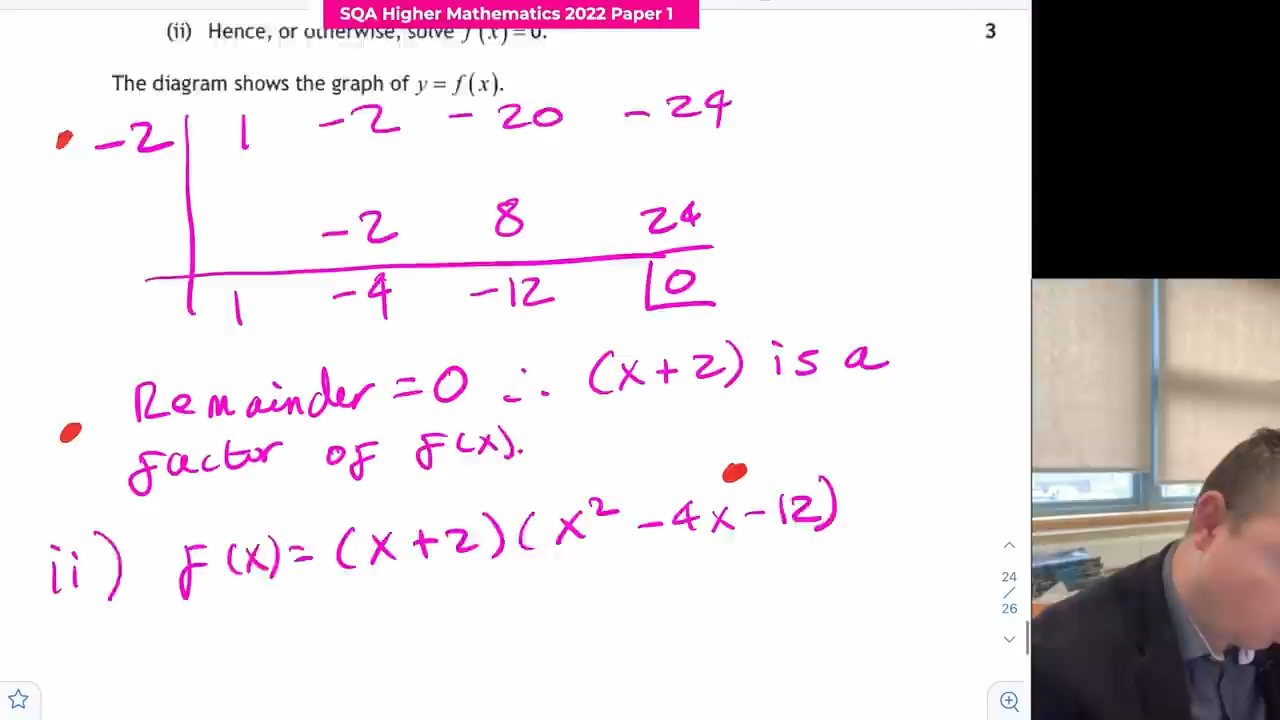 SQA Higher Mathematics 2022 Paper 1
(ii) Hence, or otherwise, solve f(x)=0. 3
The diagram shows the graph of y = f(x).
-2 1 -2 -20 -24
-2 8 24
1 -4 -12 0
Remainder = 0 ∴ (x+2) is a
factor of f(x).
ii) f(x) = (x+2)(x² -4x-12)
24
/
26